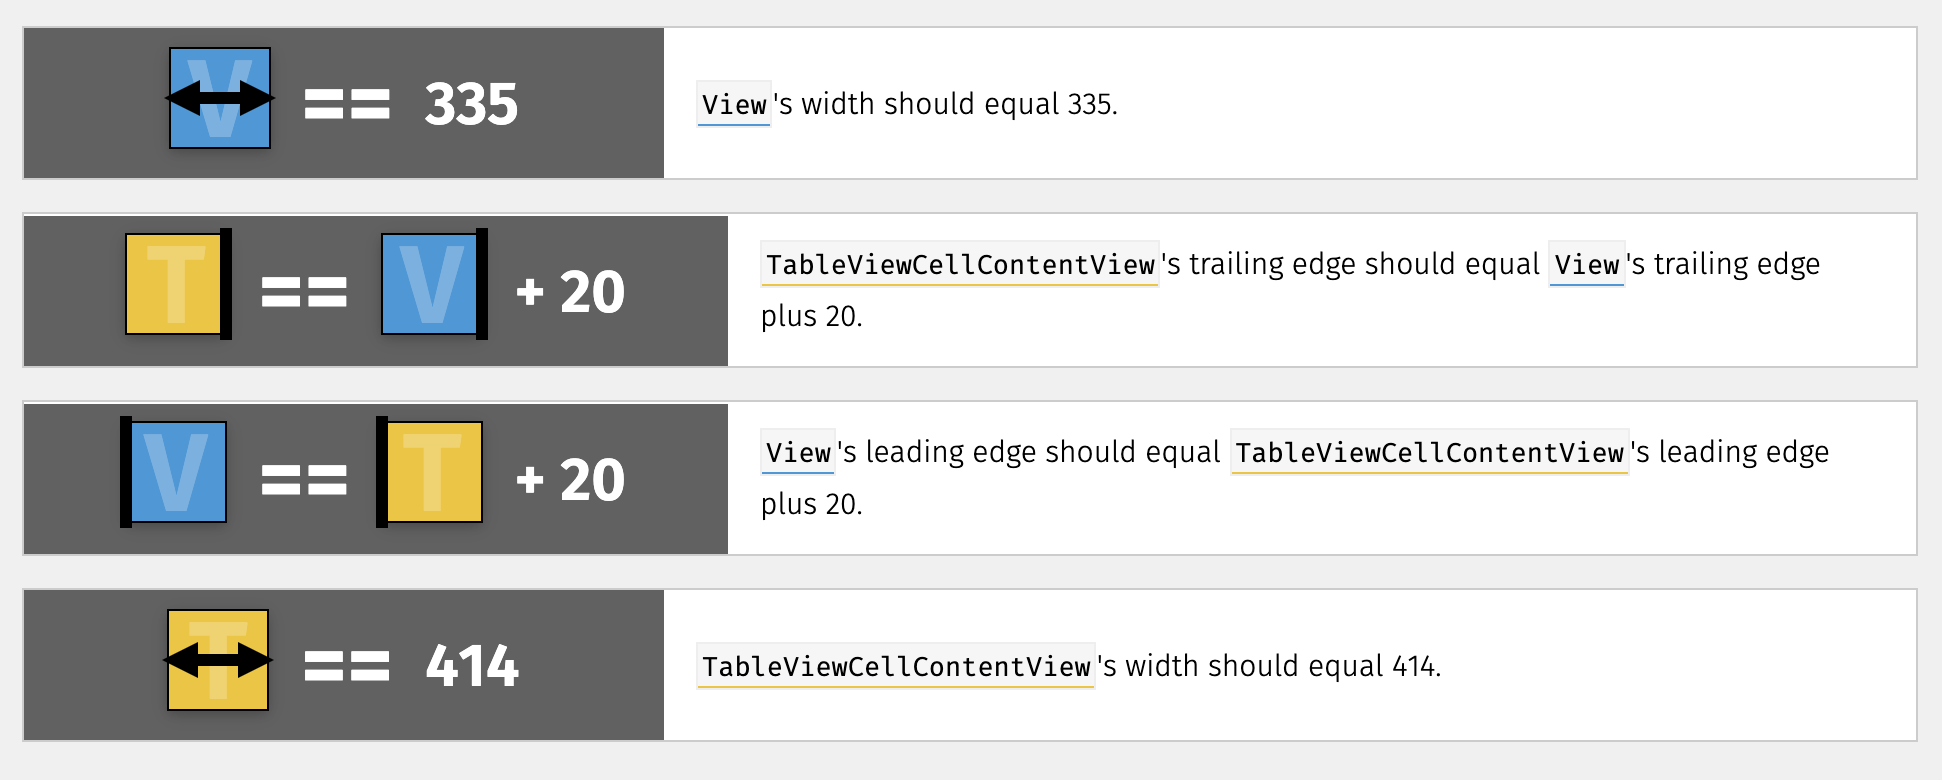 V == 335
View's width should equal 335.
T == V + 20
TableViewCellContentView's trailing edge should equal View's trailing edge
plus 20.
V == T + 20
View's leading edge should equal TableViewCellContentView's leading edge
plus 20.
T == 414
TableViewCellContentView's width should equal 414.